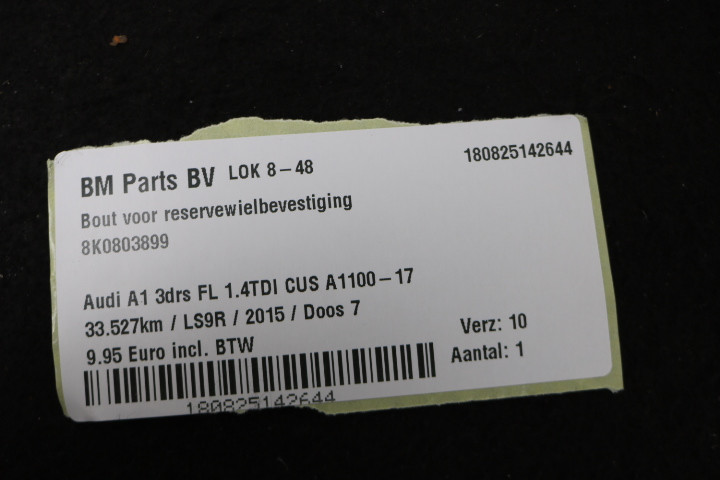 BM Parts BV LOK 8-48 180825142644
Bout voor reservewielbevestiging
8K0803899
Audi A1 3drs FL 1.4TDI CUS A1100-17
33.527km / LS9R / 2015 / Doos 7
9.95 Euro incl. BTW Verz: 10
Aantal: 1
180825142644